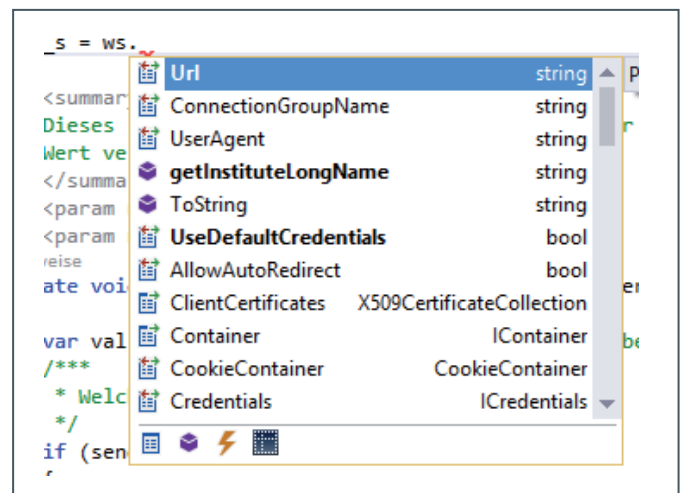 _s = ws.
Url string
<summar
ConnectionGroupName string
Dieses
UserAgent string
Wert ve
getInstituteLongName string
</summa
<param
ToString string
<param
UseDefaultCredentials bool
AllowAutoRedirect bool
ate voi
ClientCertificates X509CertificateCollection
var val
Container IContainer
/***
CookieContainer CookieContainer
* Welc
Credentials ICredentials
*/
if (sen